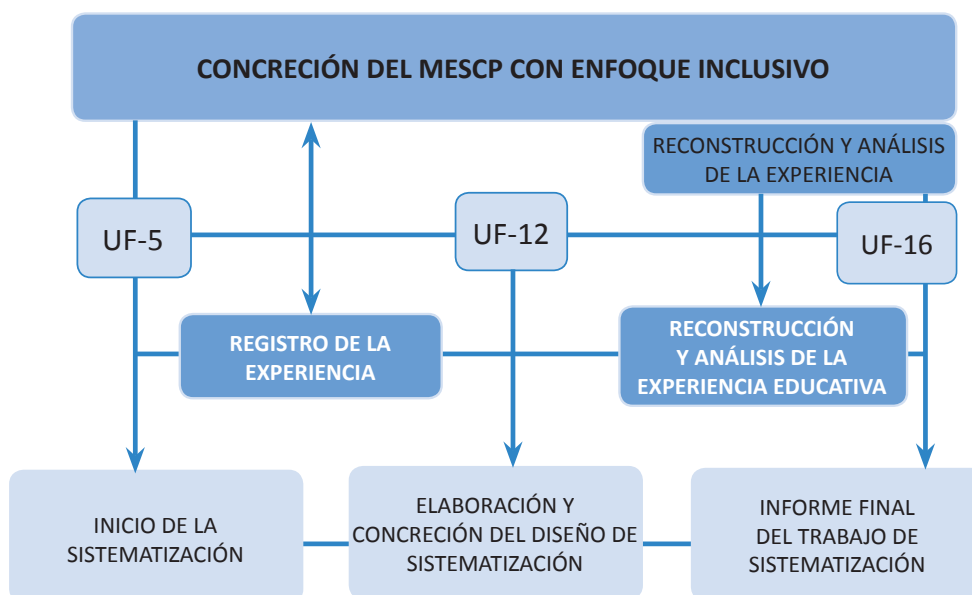 CONCRECIÓN DEL MESCP CON ENFOQUE INCLUSIVO
RECONSTRUCCIÓN Y ANÁLISIS
DE LA EXPERIENCIA
UF-5
UF-12
UF-16
REGISTRO DE LA
EXPERIENCIA
RECONSTRUCCIÓN
Y ANÁLISIS DE LA
EXPERIENCIA EDUCATIVA
INICIO DE LA
SISTEMATIZACIÓN
ELABORACIÓN Y
CONCRECIÓN DEL DISEÑO DE
SISTEMATIZACIÓN
INFORME FINAL
DEL TRABAJO DE
SISTEMATIZACIÓN